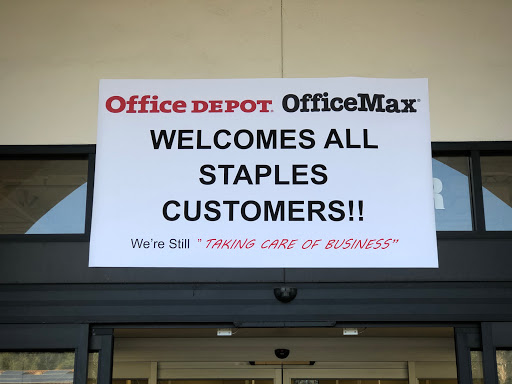 Office DEPOT. OfficeMax®
WELCOMES ALL
STAPLES
CUSTOMERS!!
We're Still "TAKING CARE OF BUSINESS"
R